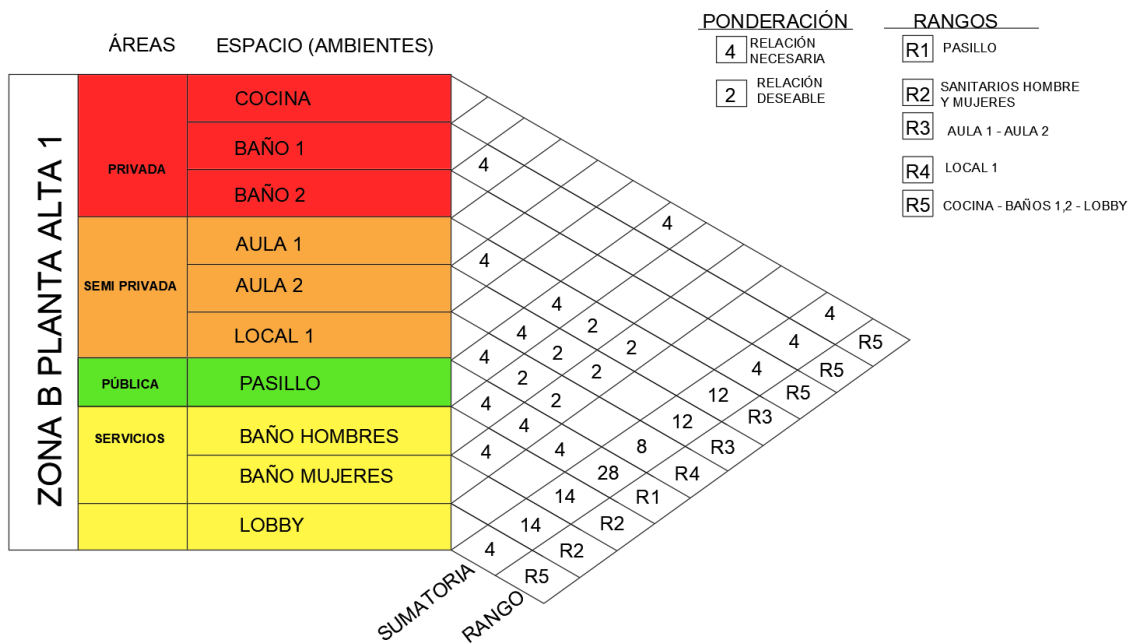 PONDERACIÓN
4 RELACIÓN
NECESARIA
2 RELACIÓN
DESEABLE
RANGOS
R1 PASILLO
R2 SANITARIOS HOMBRE
Y MUJERES
R3 AULA 1 - AULA 2
R4 LOCAL 1
R5 COCINA - BAÑOS 1,2 - LOBBY
ÁREAS ESPACIO (AMBIENTES)
ZONA B PLANTA ALTA 1
PRIVADA
COCINA
BAÑO 1
BAÑO 2
SEMI PRIVADA
AULA 1
AULA 2
LOCAL 1
PÚBLICA
PASILLO
SERVICIOS
BAÑO HOMBRES
BAÑO MUJERES
LOBBY
4
4
4
4 4
4 2 4 R5
4 2 2 4 R5
2 2 12 R3
4 2 12 R3
4 4 8 R4
28 R1
14 R2
14 R2
4 R5
SUMATORIA
RANGO